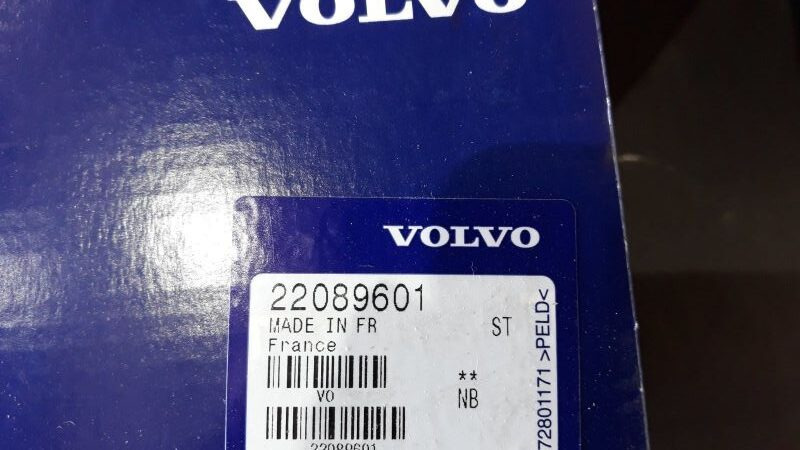 VOLVO
VOLVO
22089601
MADE IN FR
ST
France
**
VO
NB
22089601
72801171 >PELD<